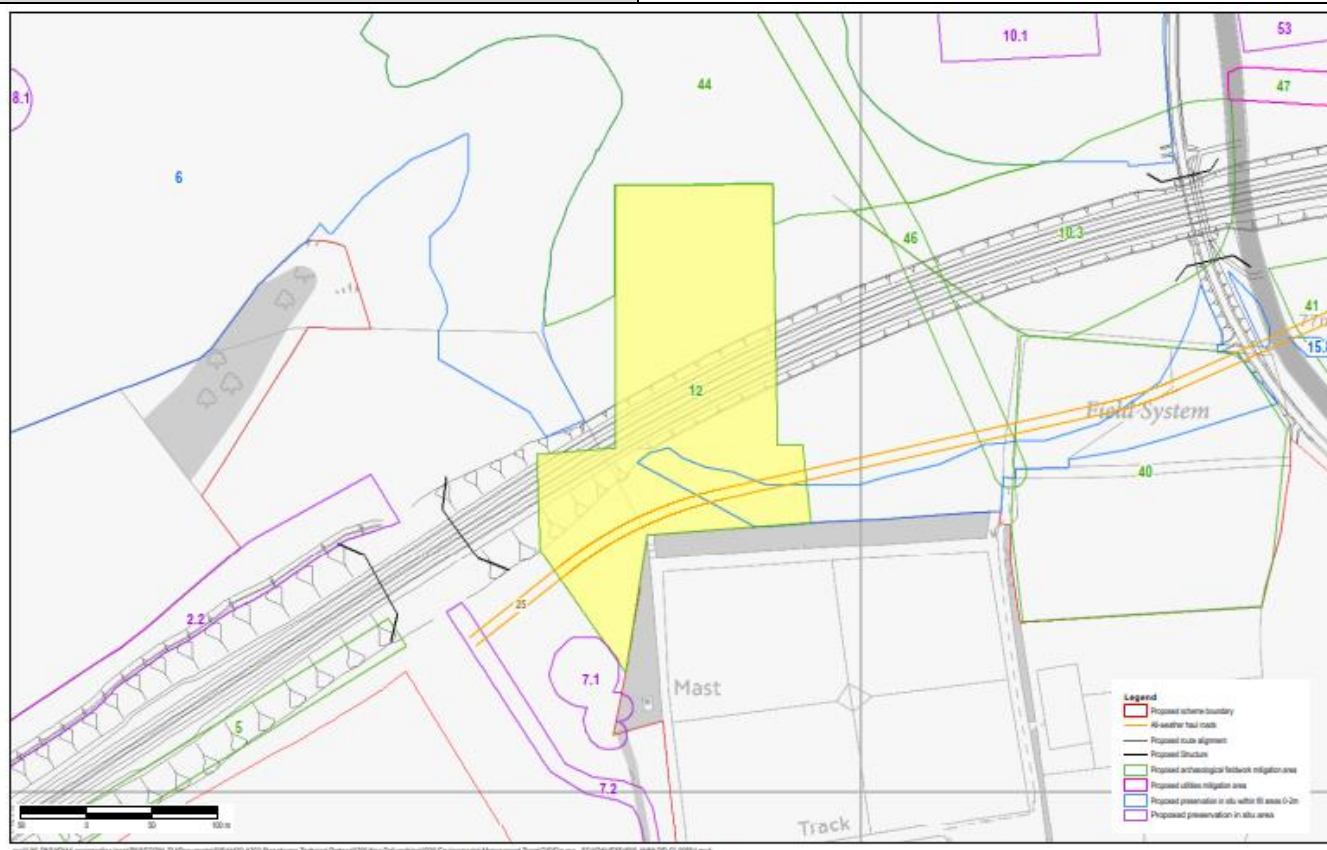 8.1
6
44
10.1
53
47
46
10.3
41
12
Field System
40
2.2
25
5
7.1
Mast
7.2
Track
50 0 50 100 m
Legend
Proposed scheme boundary
All-weather haul roads
Proposed route alignment
Proposed Structure
Proposed archaeological fieldwork mitigation area
Proposed utilities mitigation area
Proposed preservation in situ within fill areas 0-2m
Proposed preservation in situ area